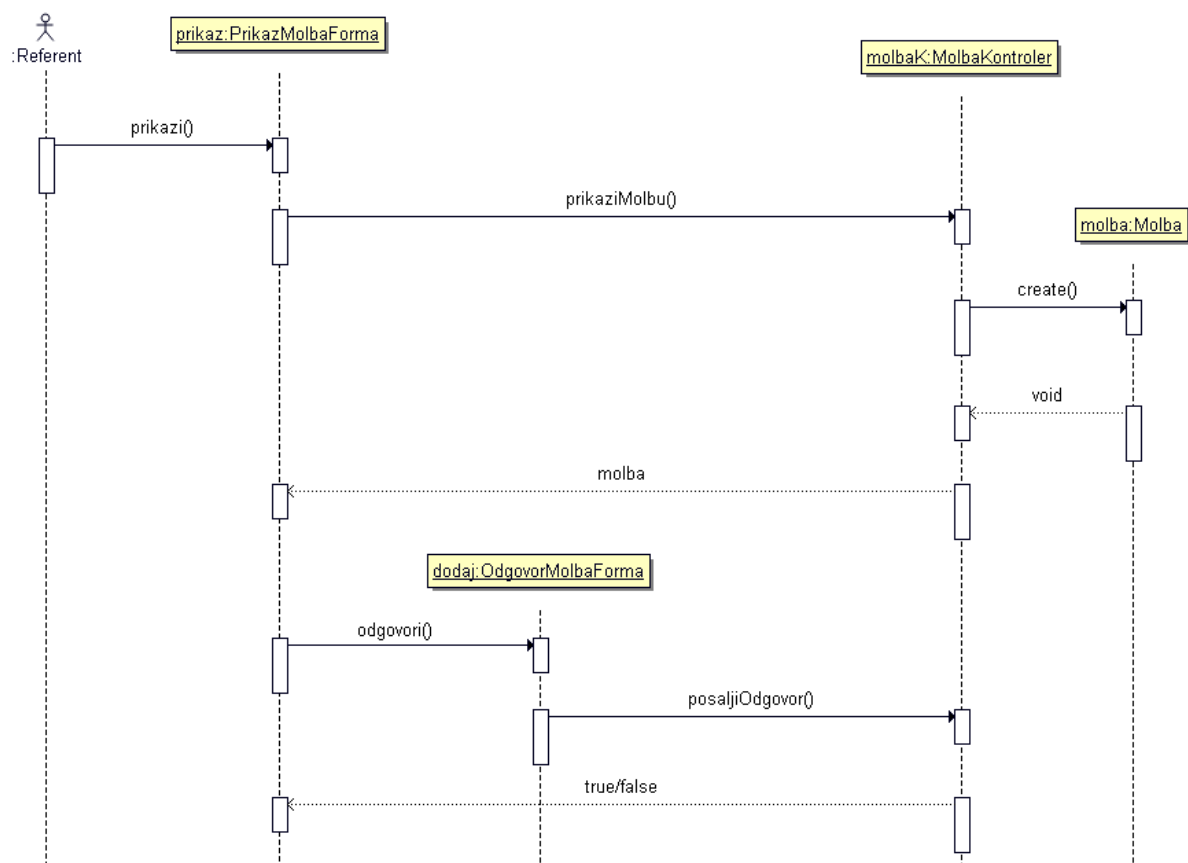 :Referent
prikaz:PrikazMolbaForma
molbaK:MolbaKontroler
prikazi()
prikaziMolbu()
molba:Molba
create()
void
molba
dodaj:OdgovorMolbaForma
odgovori()
posaljiOdgovor()
true/false